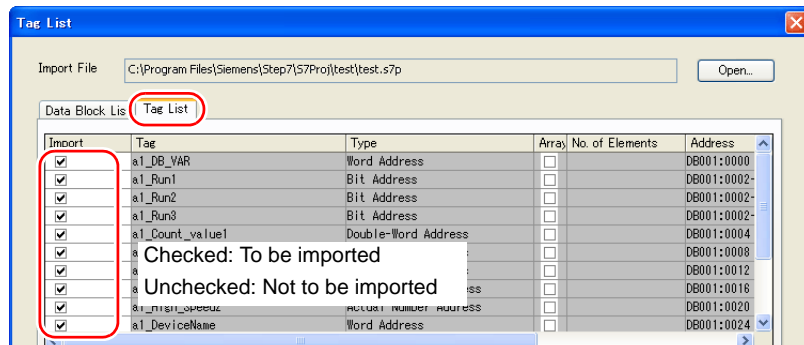 Tag List
Import File C:\Program Files\Siemens\Step7\S7Proj\test\test.s7p Open...
Data Block Lis Tag List
Import Tag Type Array No. of Elements Address
a1_DB_VAR Word Address DB001:0000
a1_Run1 Bit Address DB001:0002-
a1_Run2 Bit Address DB001:0002-
a1_Run3 Bit Address DB001:0002-
a1_Count_value1 Double-Word Address DB001:0004
Checked: To be imported
DB001:0008
DB001:0012
Unchecked: Not to be imported
DB001:0016
a1_High_Speed2 Actual Number Address DB001:0020
a1_DeviceName Word Address DB001:0024